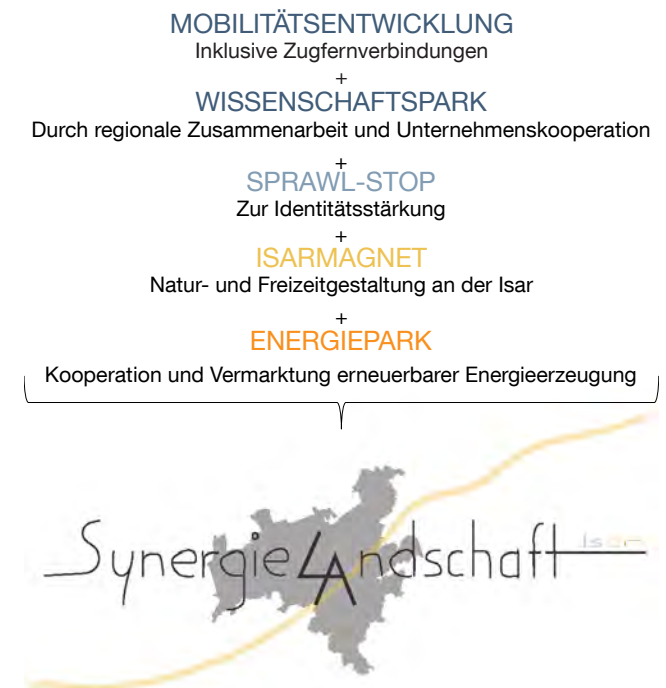 MOBILITÄTSENTWICKLUNG
Inklusive Zugfernverbindungen
+
WISSENSCHAFTSPARK
Durch regionale Zusammenarbeit und Unternehmenskooperation
+
SPRAWL-STOP
Zur Identitätsstärkung
+
ISARMAGNET
Natur- und Freizeitgestaltung an der Isar
+
ENERGIEPARK
Kooperation und Vermarktung erneuerbarer Energieerzeugung
SynergieLAndschaft Isar